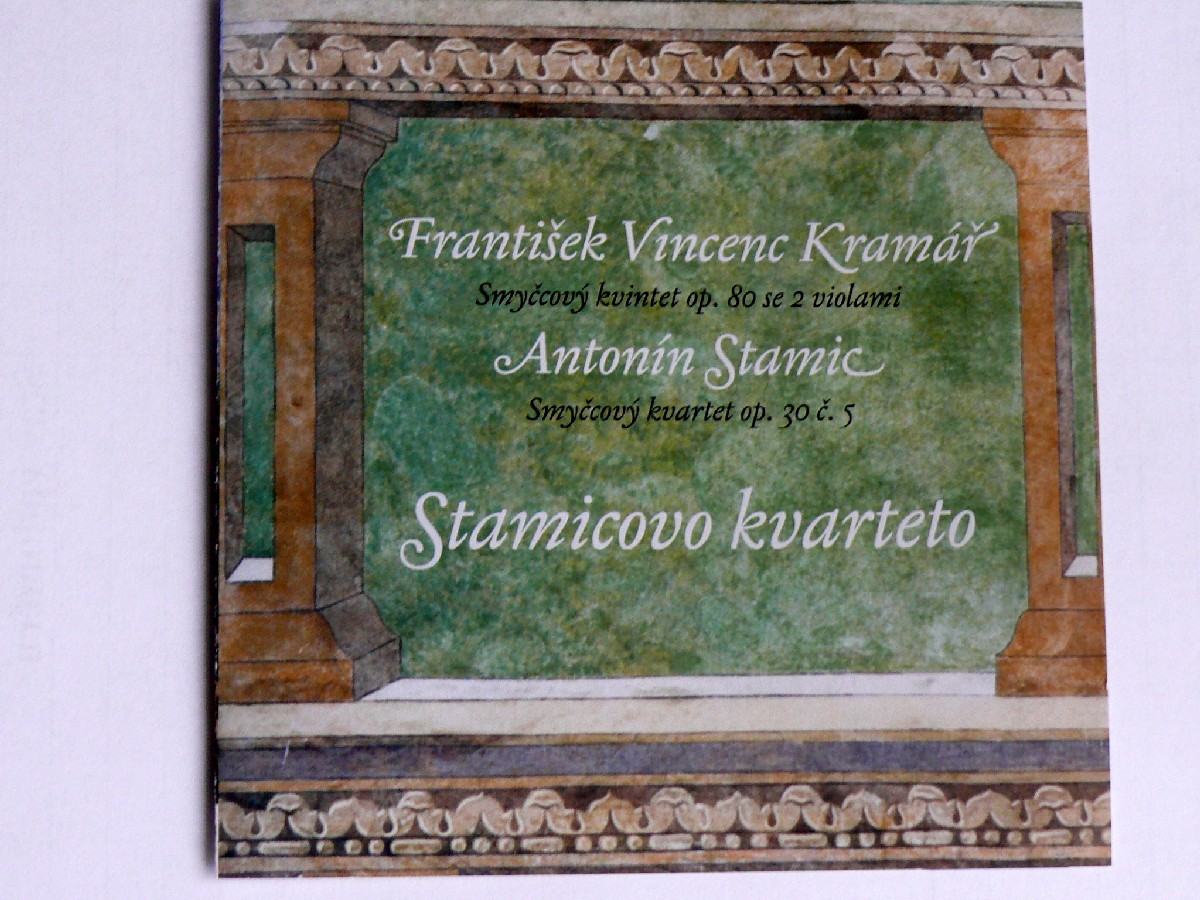 František Vincenc Kramář
Smyčcový kvintet op. 80 se 2 violami
Antonín Stamic
Smyčcový kvartet op. 30 č. 5
Stamicovo kvarteto